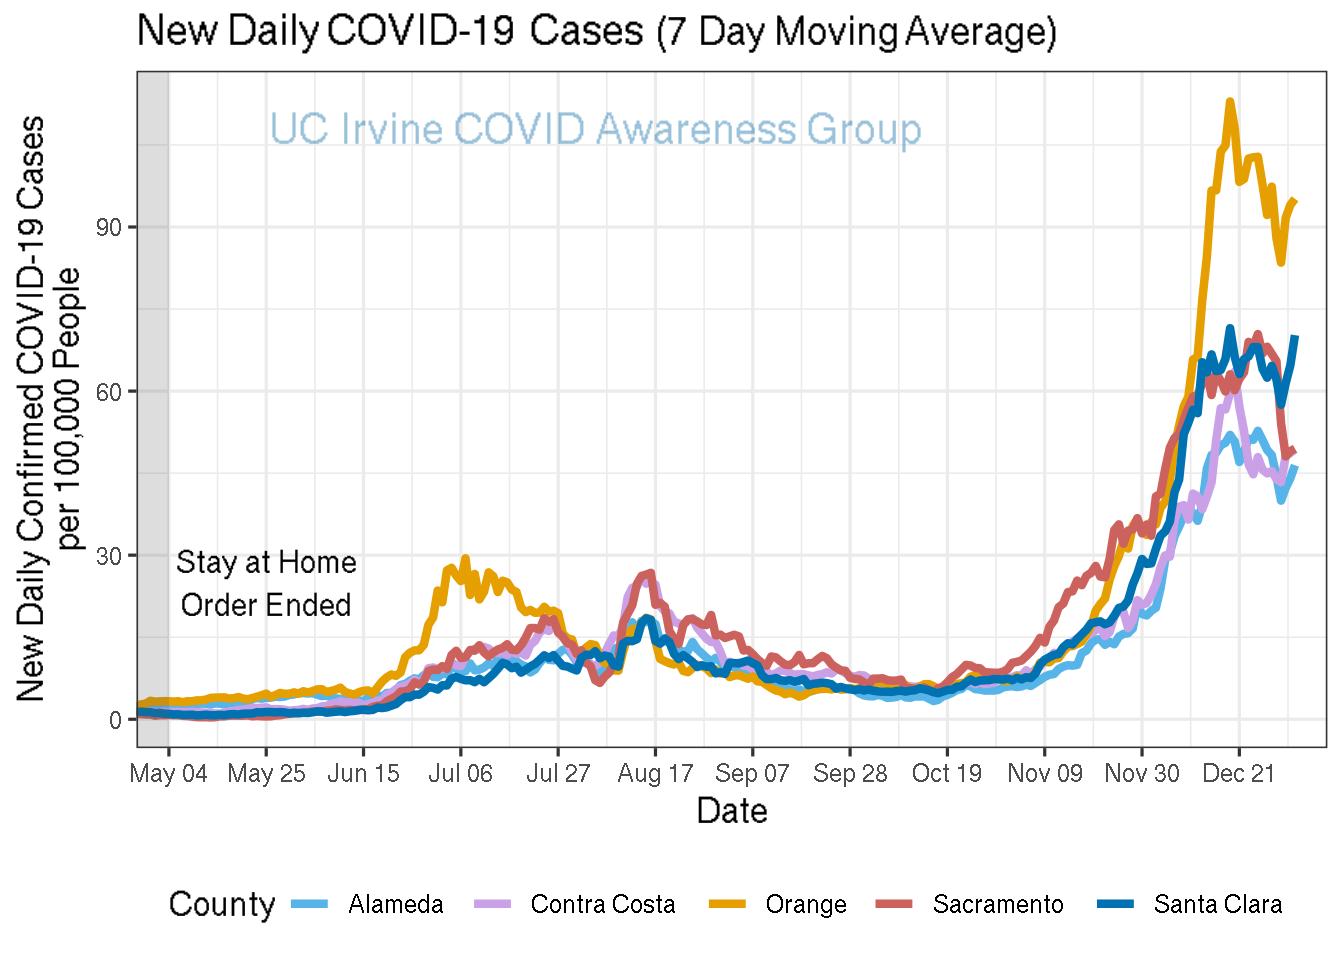 New Daily COVID-19 Cases (7 Day Moving Average)
UC Irvine COVID Awareness Group
New Daily Confirmed COVID-19 Cases
per 100,000 People
90
60
30
0
Stay at Home
Order Ended
May 04 May 25 Jun 15 Jul 06 Jul 27 Aug 17 Sep 07 Sep 28 Oct 19 Nov 09 Nov 30 Dec 21
Date
County Alameda Contra Costa Orange Sacramento Santa Clara